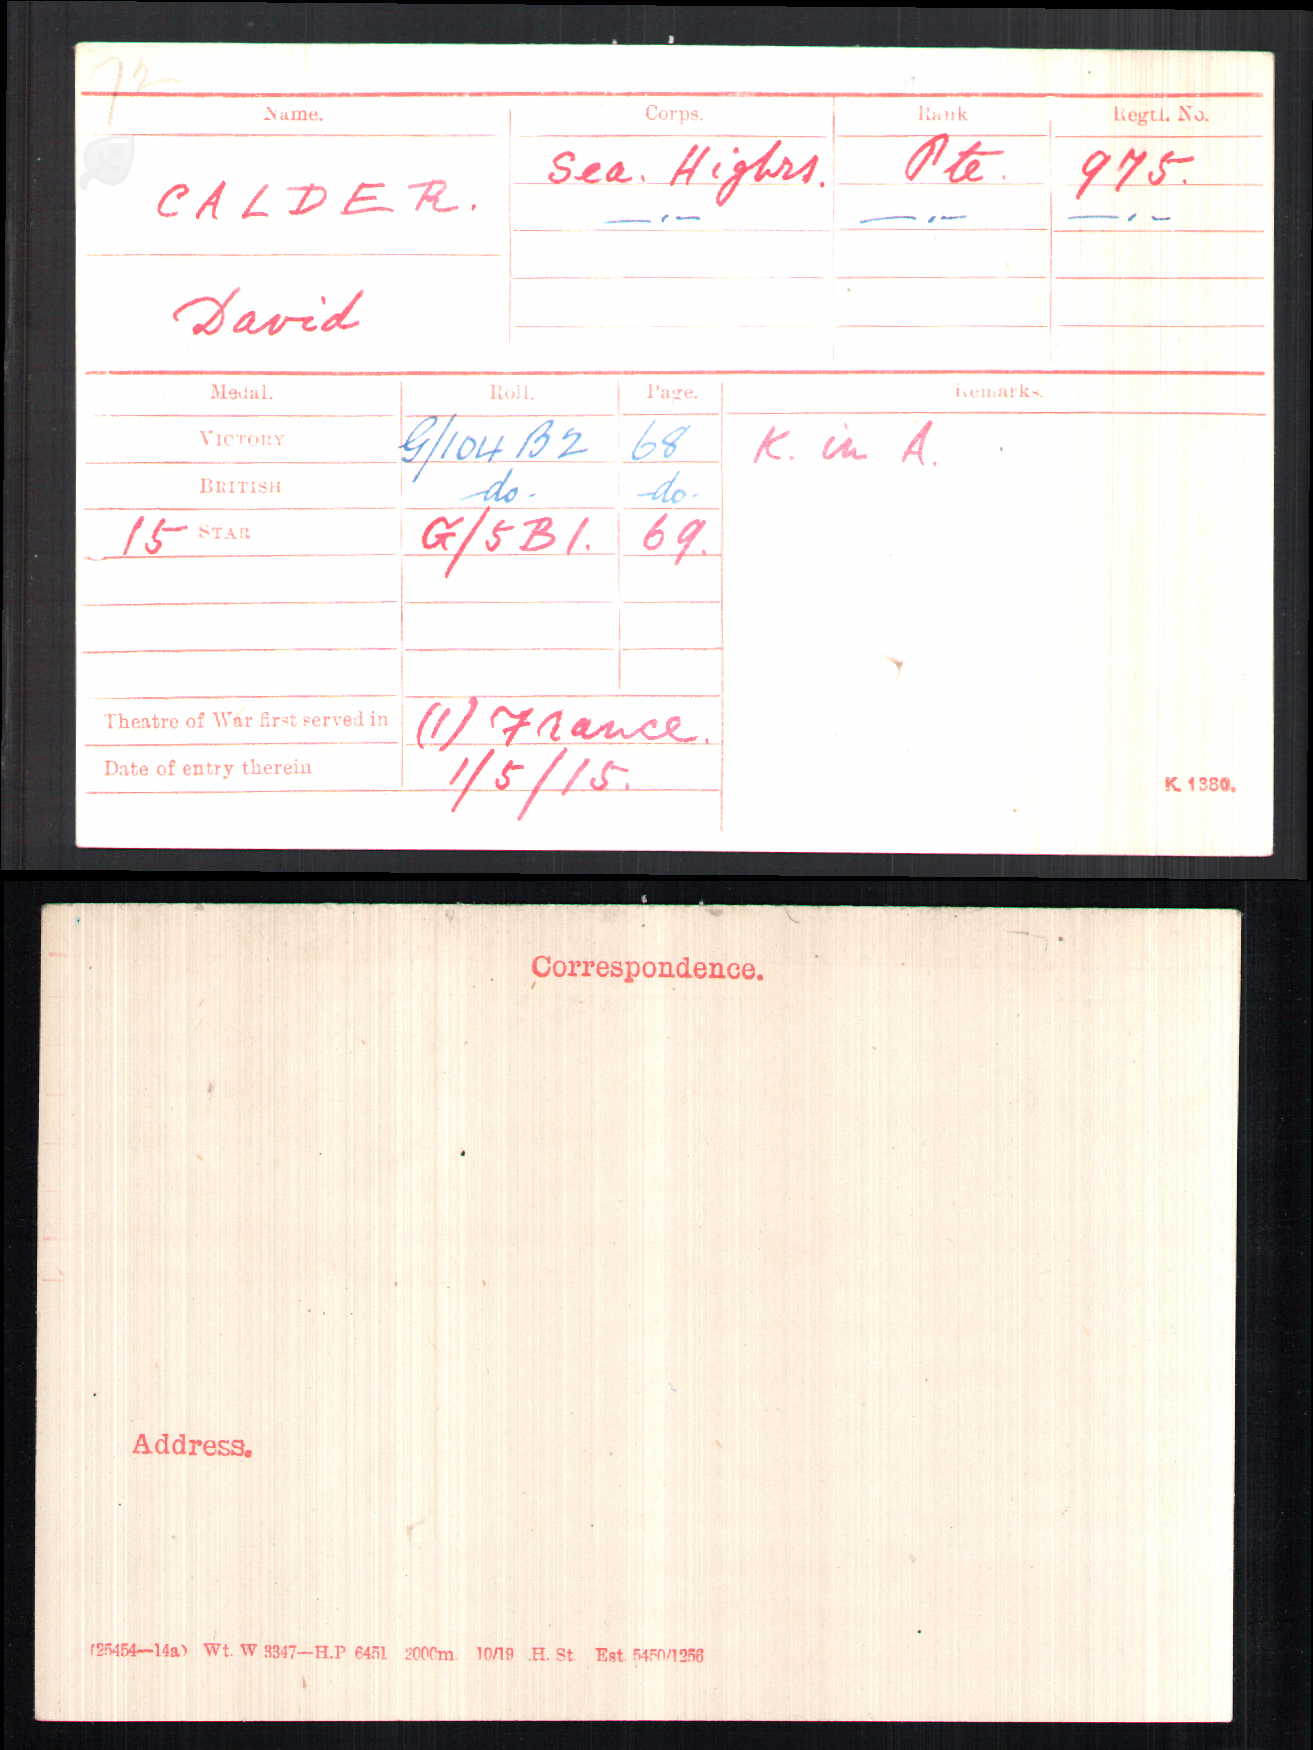 72
Name. Corps. Rank Regtl. No.
CALDER. Sea. Highrs. Pte. 975.
—·— —·— —·—
David
Medal. Roll. Page. Remarks.
VICTORY G/104 B2 68 K. in A.
BRITISH do. do.
15 STAR G/5 B 1. 69.
Theatre of War first served in (1) France.
Date of entry therein 1/5/15.
K. 1380.
Correspondence.
Address.
(25454—14a) Wt. W 3347—H.P 6451 2000m. 10/19 .H. St. Est. 5450/1256